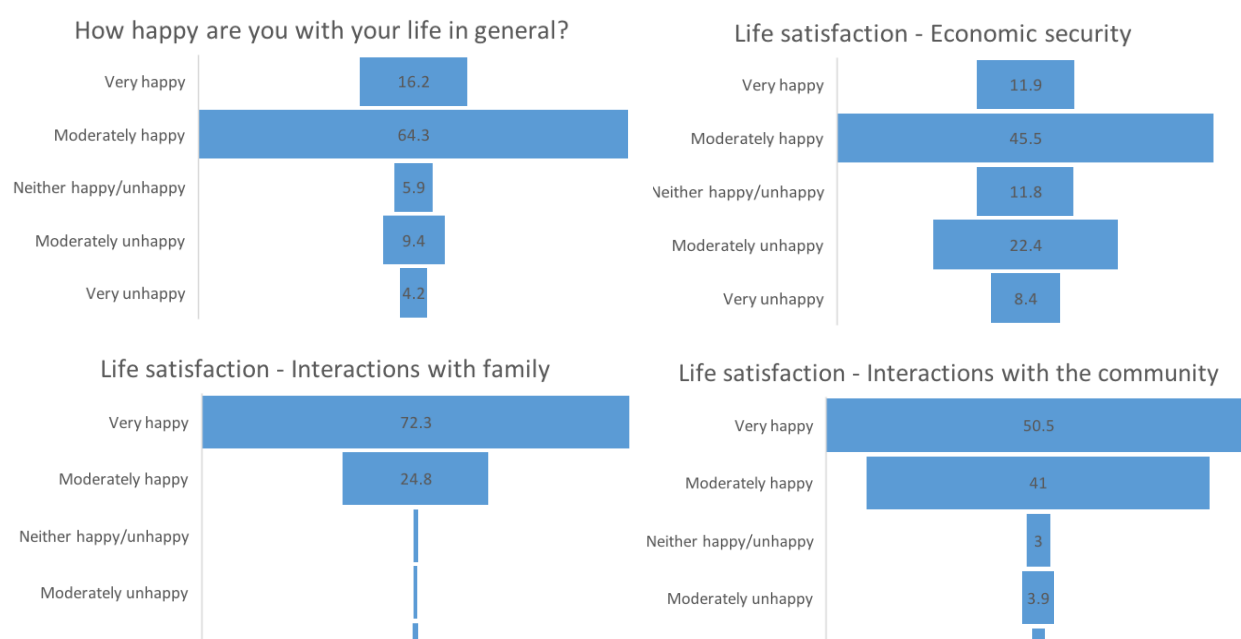 How happy are you with your life in general?
Very happy
16.2
Moderately happy
64.3
Neither happy/unhappy
5.9
Moderately unhappy
9.4
Very unhappy
4.2
Life satisfaction - Economic security
Very happy
11.9
Moderately happy
45.5
Neither happy/unhappy
11.8
Moderately unhappy
22.4
Very unhappy
8.4
Life satisfaction - Interactions with family
Very happy
72.3
Moderately happy
24.8
Neither happy/unhappy
Moderately unhappy
Life satisfaction - Interactions with the community
Very happy
50.5
Moderately happy
41
Neither happy/unhappy
3
Moderately unhappy
3.9